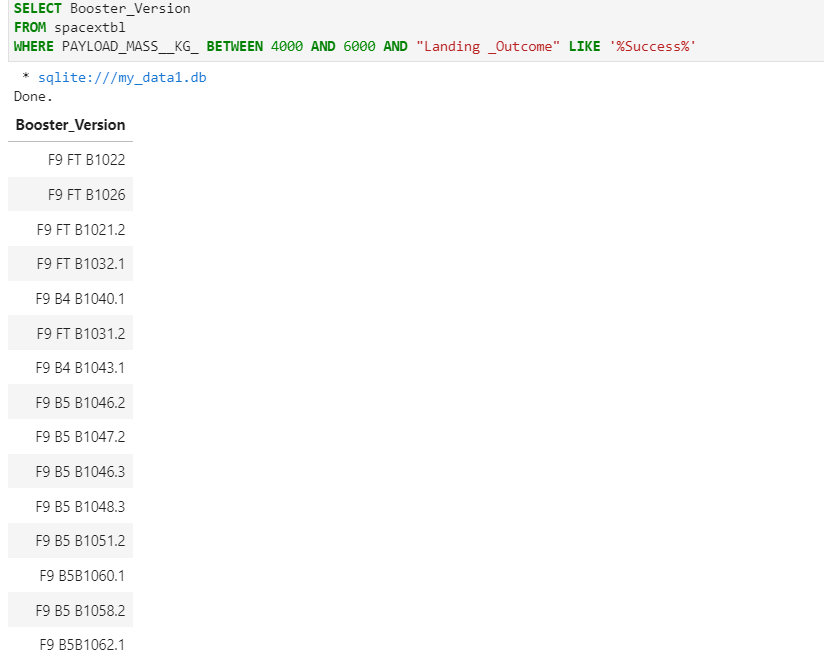 SELECT Booster_Version
FROM spacextbl
WHERE PAYLOAD_MASS__KG_ BETWEEN 4000 AND 6000 AND "Landing _Outcome" LIKE '%Success%'
* sqlite:///my_data1.db
Done.
Booster_Version
F9 FT B1022
F9 FT B1026
F9 FT B1021.2
F9 FT B1032.1
F9 B4 B1040.1
F9 FT B1031.2
F9 B4 B1043.1
F9 B5 B1046.2
F9 B5 B1047.2
F9 B5 B1046.3
F9 B5 B1048.3
F9 B5 B1051.2
F9 B5B1060.1
F9 B5 B1058.2
F9 B5B1062.1